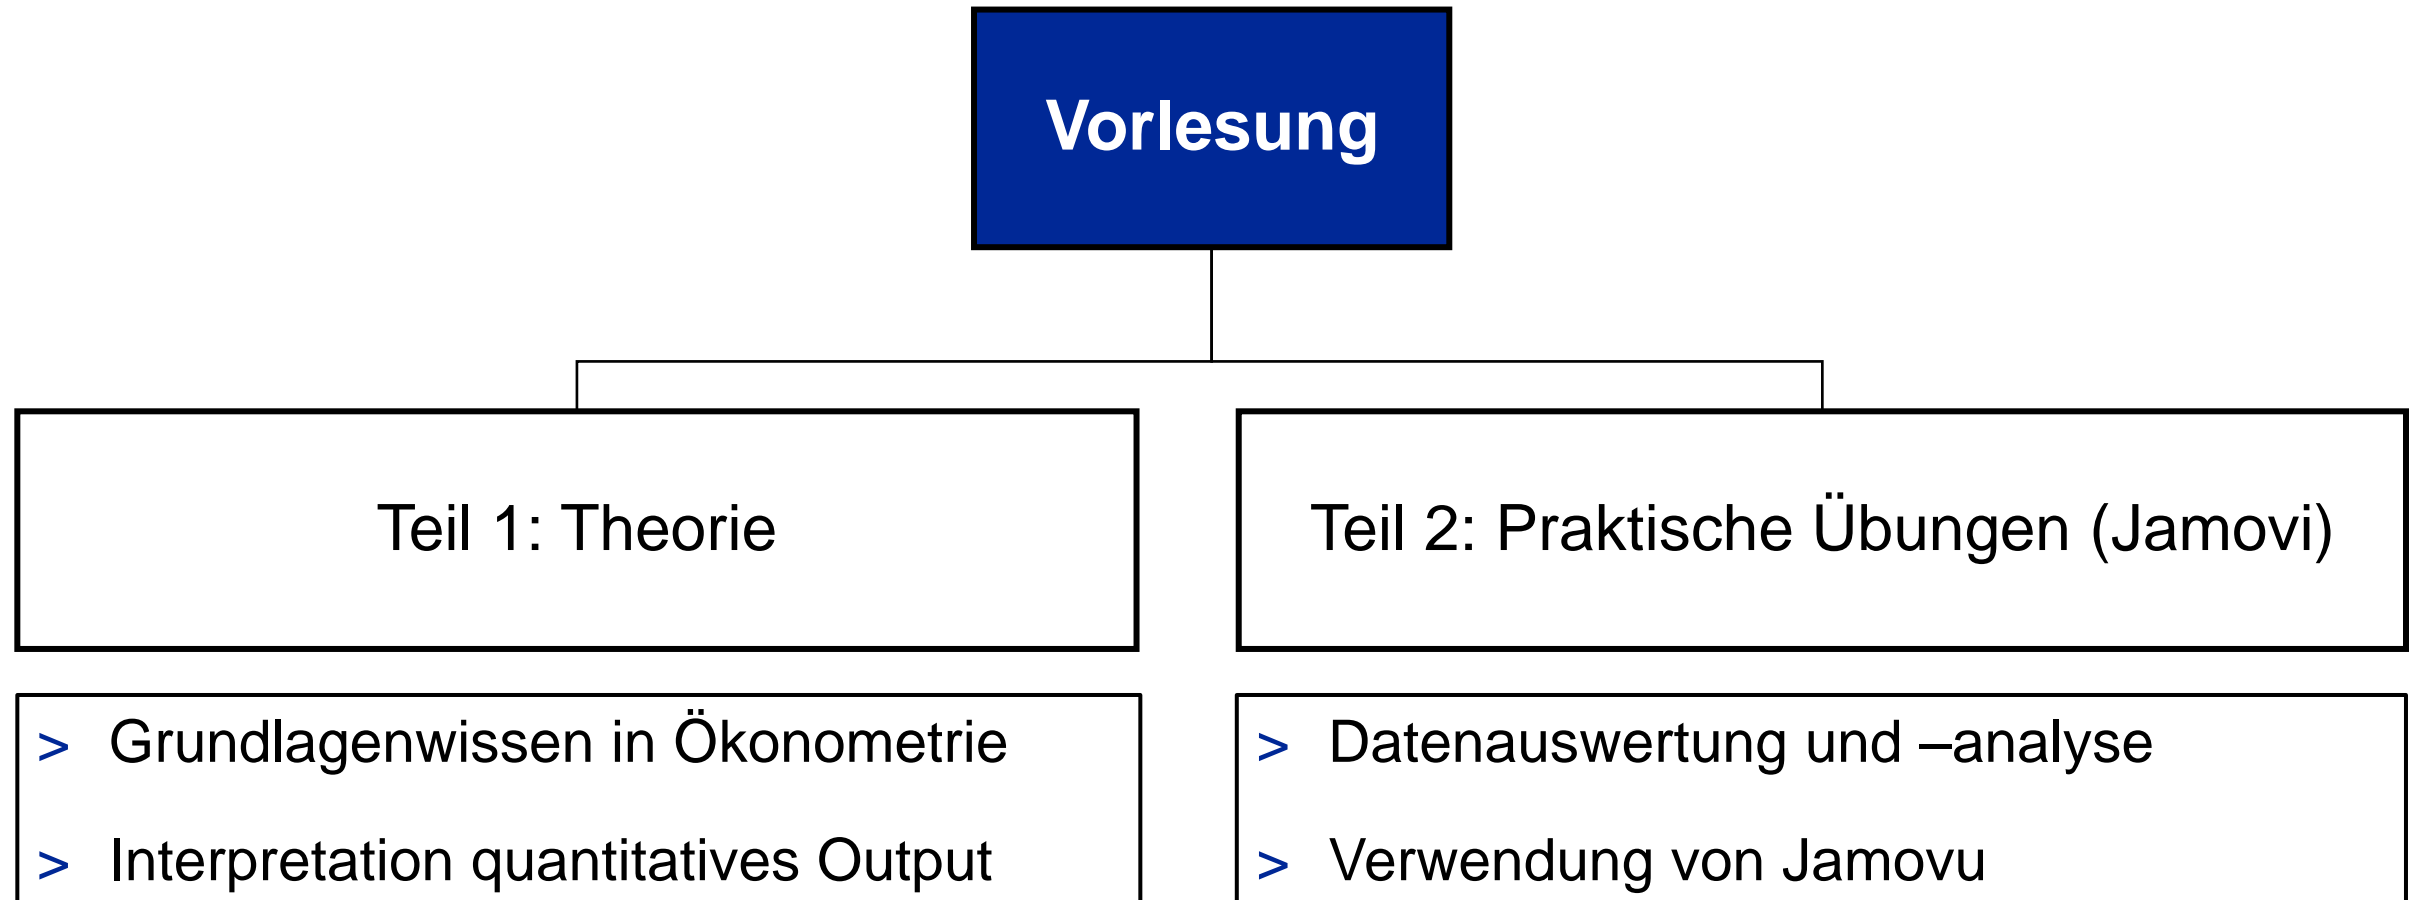 Vorlesung
Teil 1: Theorie
Teil 2: Praktische Übungen (Jamovi)
> Grundlagenwissen in Ökonometrie
> Interpretation quantitatives Output
> Datenauswertung und –analyse
> Verwendung von Jamovu